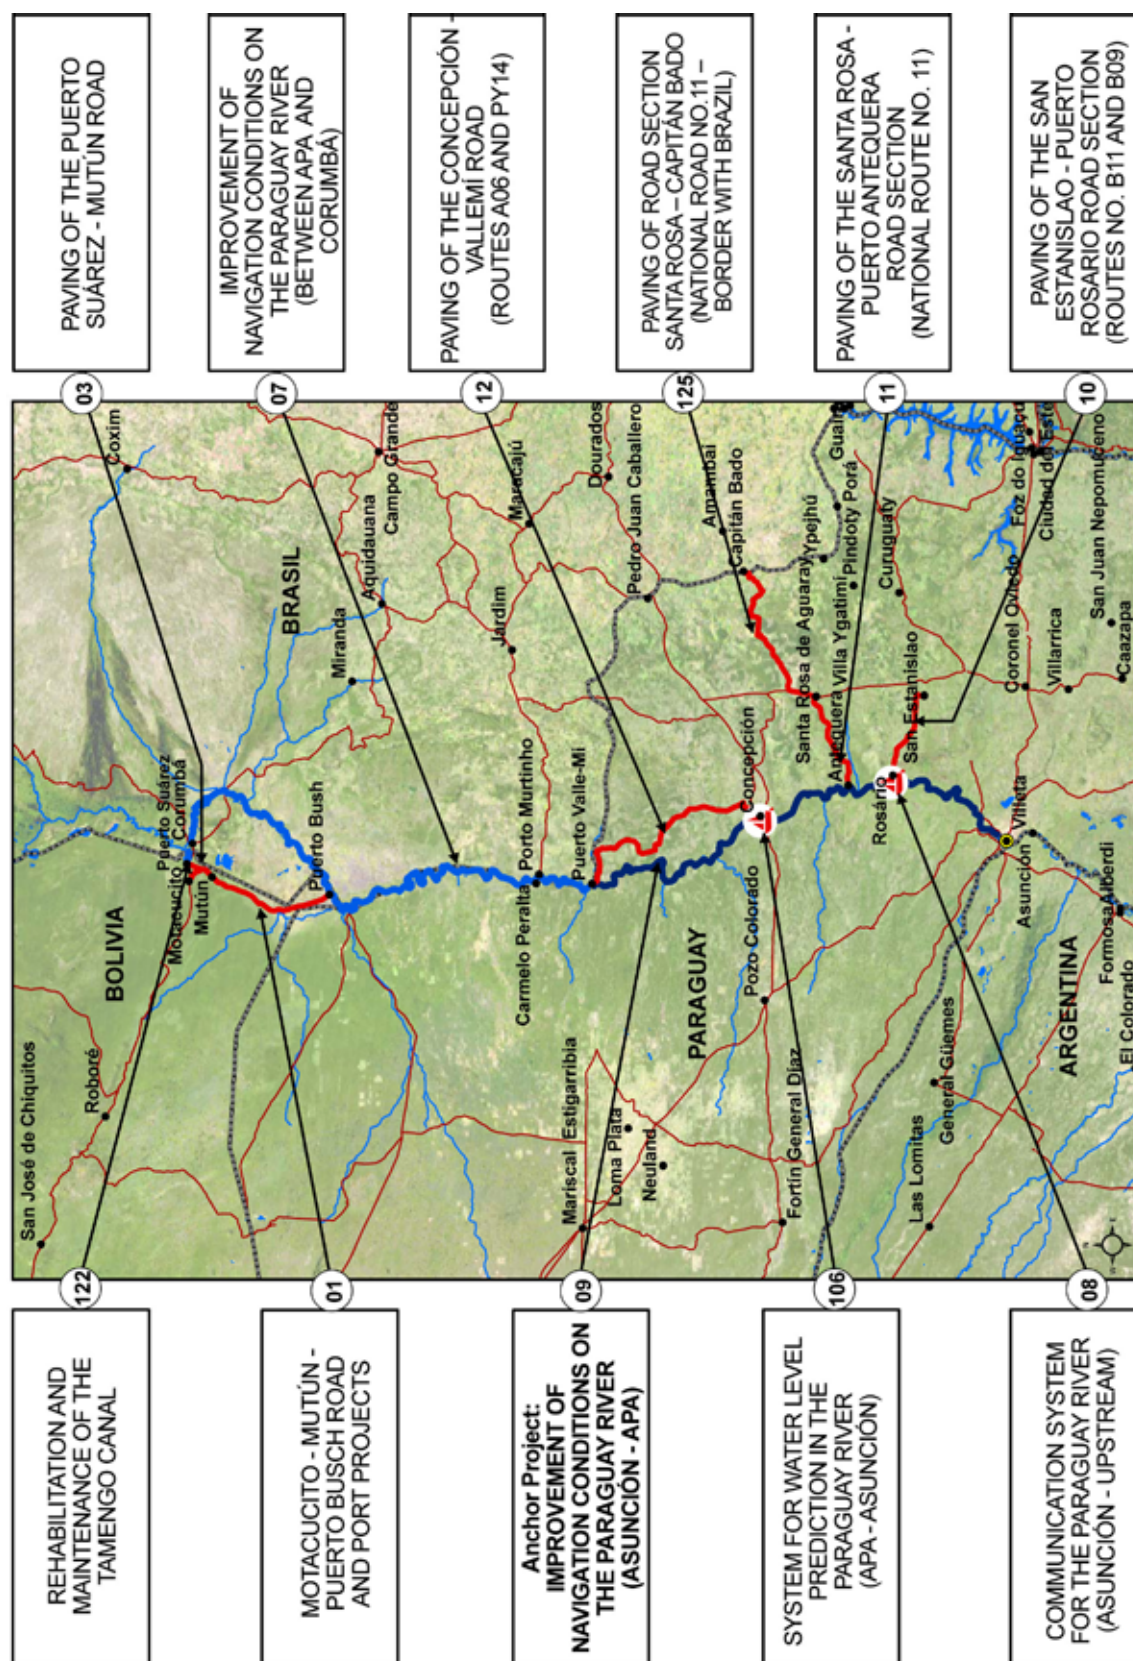 PAVING OF THE PUERTO
SUÁREZ - MUTÚN ROAD
03
IMPROVEMENT OF
NAVIGATION CONDITIONS ON
THE PARAGUAY RIVER
(BETWEEN APA AND
CORUMBÁ)
07
PAVING OF THE CONCEPCIÓN -
VALLEMÍ ROAD
(ROUTES A06 AND PY14)
12
PAVING OF ROAD SECTION
SANTA ROSA – CAPITÁN BADO
(NATIONAL ROAD NO.11 –
BORDER WITH BRAZIL)
125
PAVING OF THE SANTA ROSA -
PUERTO ANTEQUERA
ROAD SECTION
(NATIONAL ROUTE NO. 11)
11
PAVING OF THE SAN
ESTANISLAO - PUERTO
ROSARIO ROAD SECTION
(ROUTES NO. B11 AND B09)
10
REHABILITATION AND
MAINTENANCE OF THE
TAMENGO CANAL
122
MOTACUCITO - MUTÚN -
PUERTO BUSCH ROAD
AND PORT PROJECTS
01
Anchor Project:
IMPROVEMENT OF
NAVIGATION CONDITIONS ON
THE PARAGUAY RIVER
(ASUNCIÓN - APA)
09
SYSTEM FOR WATER LEVEL
PREDICTION IN THE
PARAGUAY RIVER
(APA - ASUNCIÓN)
106
COMMUNICATION SYSTEM
FOR THE PARAGUAY RIVER
(ASUNCIÓN - UPSTREAM)
08
San José de Chiquitos
Roboré
BOLIVIA
Motacucito
Puerto Suárez
Corumbá
Mutún
Puerto Bush
Coxim
BRASIL
Miranda
Aquidauana
Campo Grande
Jardim
Maracajú
Dourados
Carmelo Peralta
Porto Murtinho
Puerto Valle-Mi
Pedro Juan Caballero
Amambaí
Capitán Bado
Mariscal Estigarribia
Loma Plata
Neuland
PARAGUAY
Pozo Colorado
Concepción
Fortín General Díaz
Santa Rosa de Aguaray
Ypejhú
Antequera
Villa Ygatimí
Pindoty Porá
Guaira
Curuguaty
Rosário
San Estanislao
Las Lomitas
General Güemes
ARGENTINA
Asunción
Villeta
Coronel Oviedo
Villarrica
Foz do Iguaçu
Ciudad del Este
San Juan Nepomuceno
Caazapa
Formosa
Alberdi
El Colorado
N
E
S
W